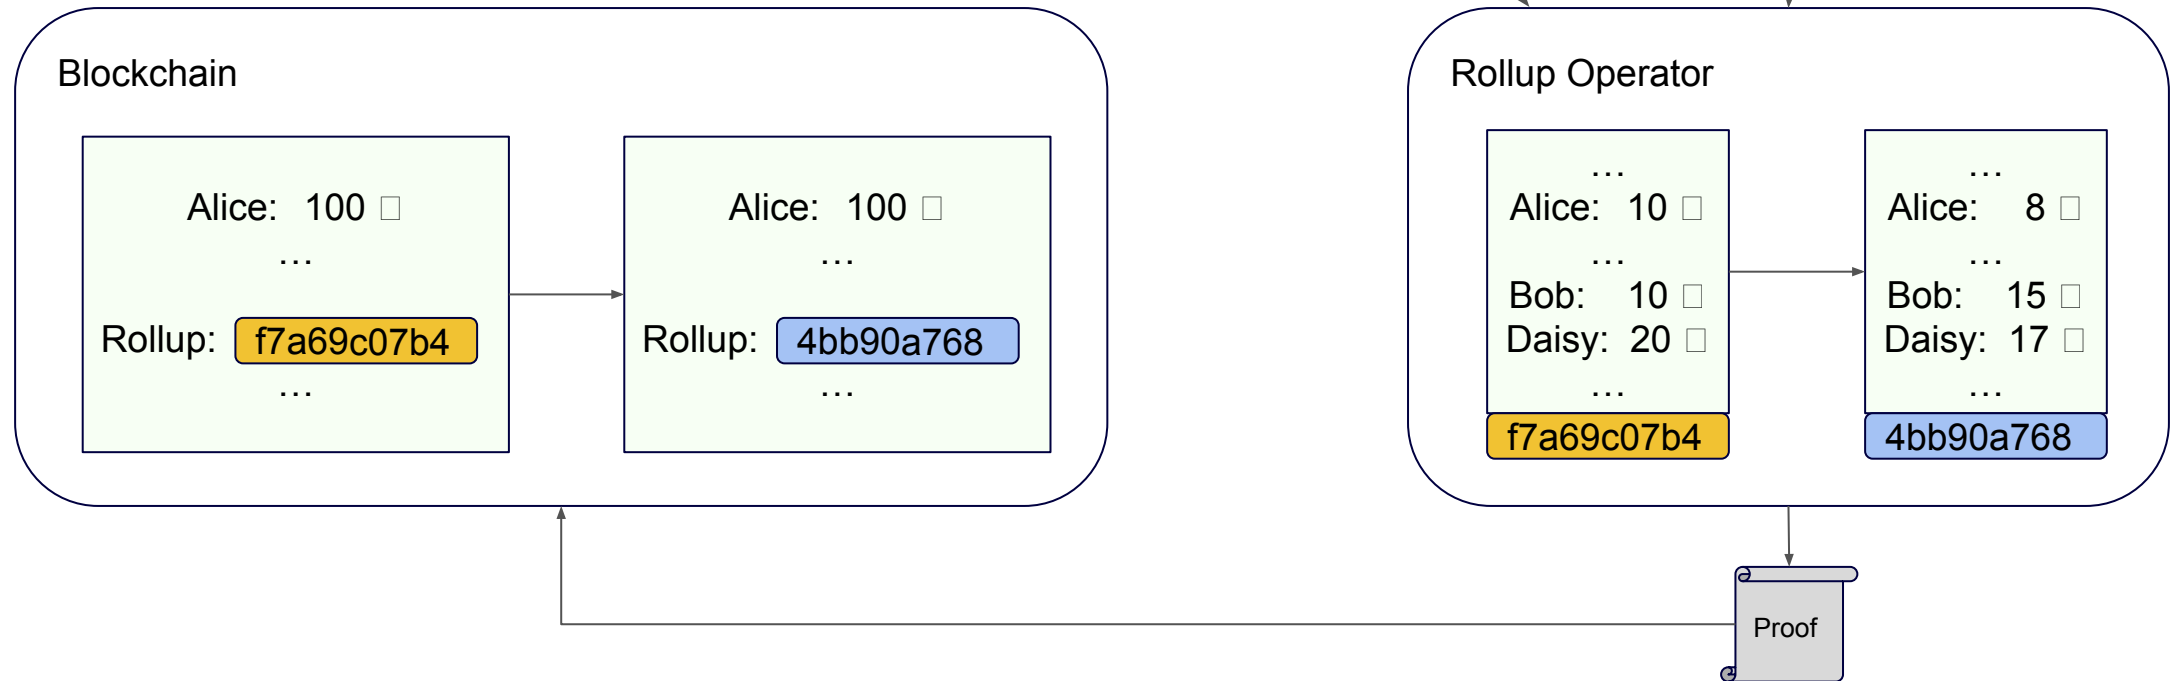 Blockchain
Alice: 100 □
...
Rollup: f7a69c07b4
...
Alice: 100 □
...
Rollup: 4bb90a768
...
Rollup Operator
...
Alice: 10 □
...
Bob: 10 □
Daisy: 20 □
...
f7a69c07b4
...
Alice: 8 □
...
Bob: 15 □
Daisy: 17 □
...
4bb90a768
Proof